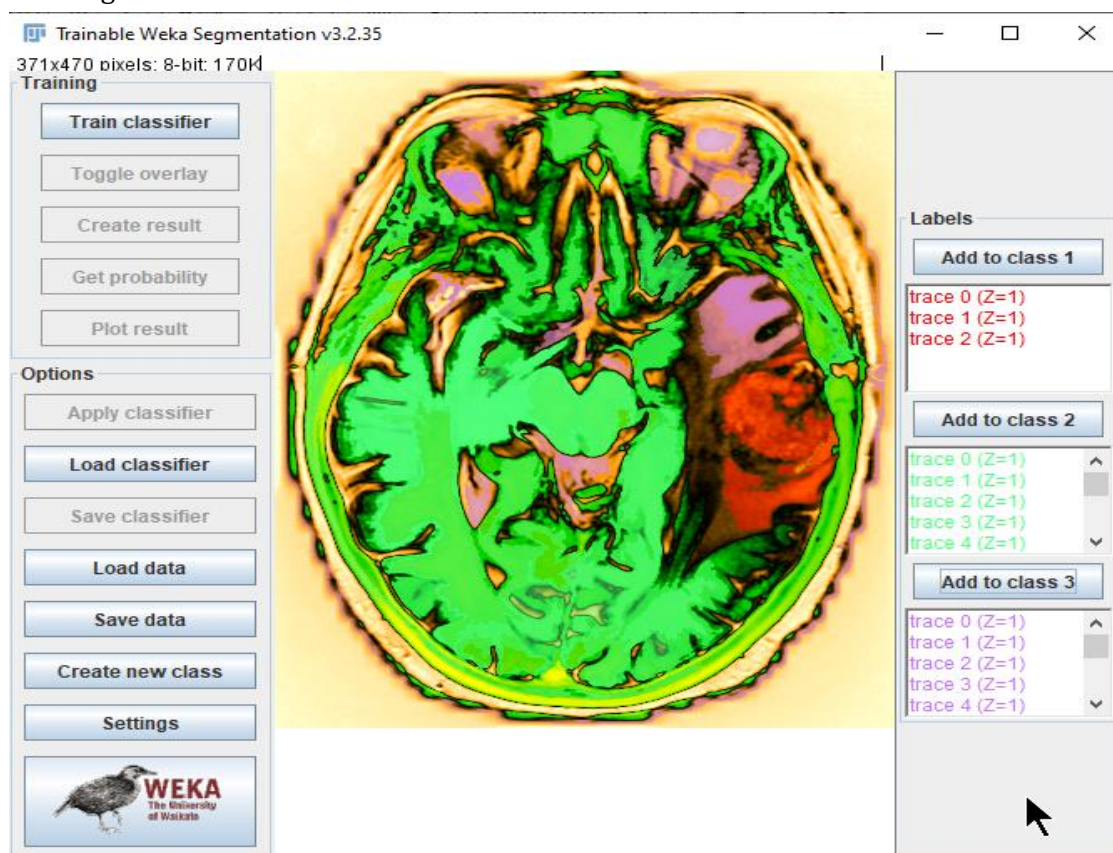 Trainable Weka Segmentation v3.2.35
371x470 pixels: 8-bit: 170K
Training
Train classifier
Toggle overlay
Create result
Get probability
Plot result
Options
Apply classifier
Load classifier
Save classifier
Load data
Save data
Create new class
Settings
WEKA
The University
of Waikato
Labels
Add to class 1
trace 0 (Z=1)
trace 1 (Z=1)
trace 2 (Z=1)
Add to class 2
trace 0 (Z=1)
trace 1 (Z=1)
trace 2 (Z=1)
trace 3 (Z=1)
trace 4 (Z=1)
Add to class 3
trace 0 (Z=1)
trace 1 (Z=1)
trace 2 (Z=1)
trace 3 (Z=1)
trace 4 (Z=1)